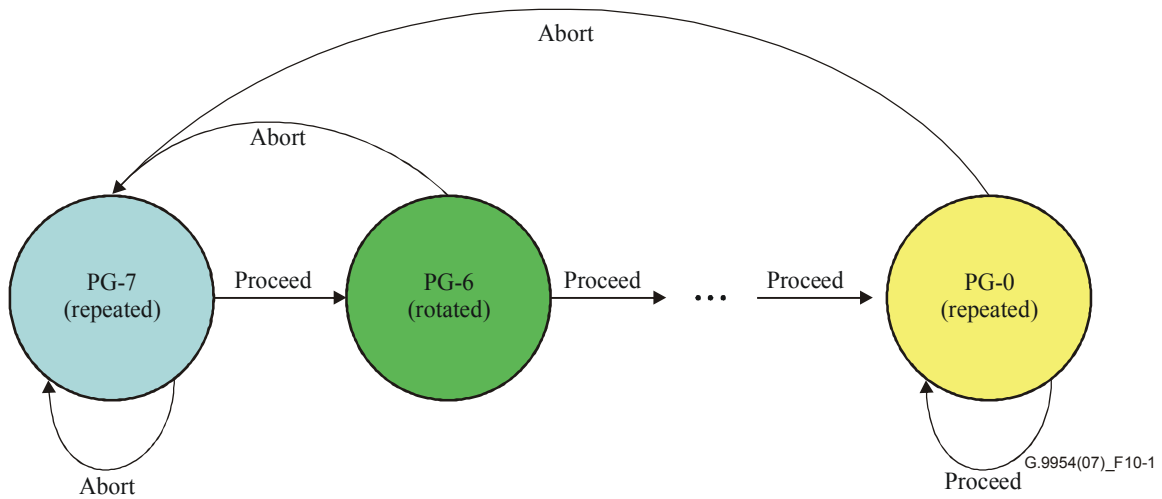 Abort
Abort
PG-7
(repeated)
Proceed
PG-6
(rotated)
Proceed
...
Proceed
PG-0
(repeated)
Abort
Proceed
G.9954(07)_F10-1